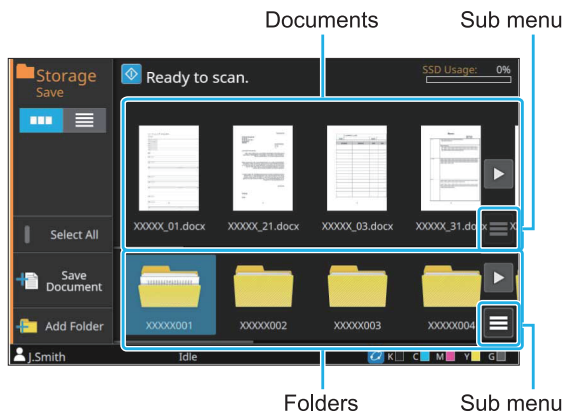 Documents
Sub menu
Storage
Save
Ready to scan.
SSD Usage: 0%
XXXXX_01.docx
XXXXX_21.docx
XXXXX_03.docx
XXXXX_31.docx
X
Select All
Save
Document
XXXXX001
XXXXX002
XXXXX003
XXXXX004
Add Folder
J.Smith
Idle
K C M Y G
Folders
Sub menu